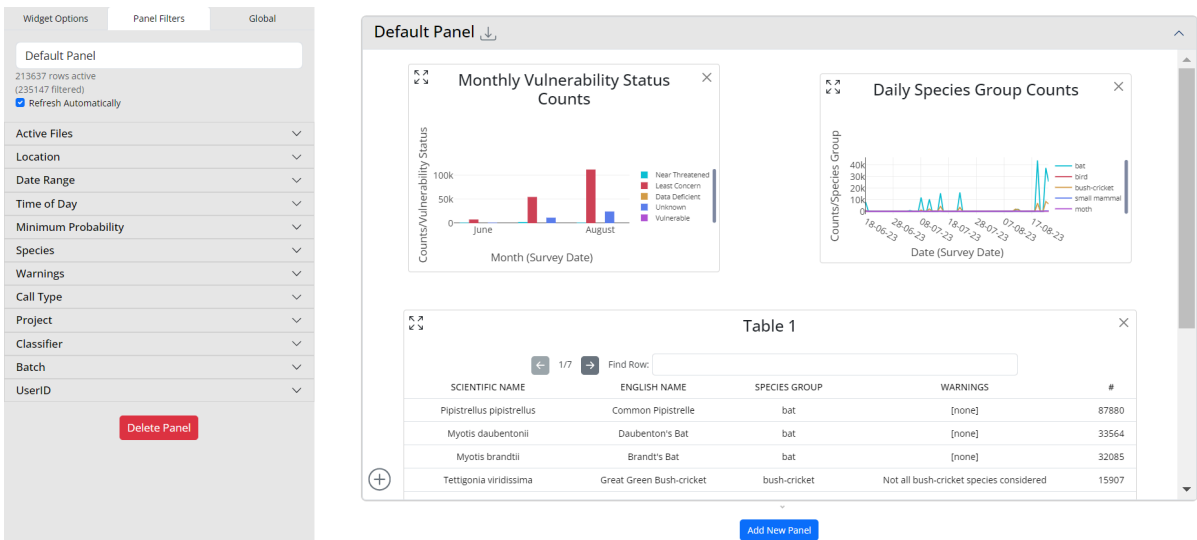 Widget Options Panel Filters Global
Default Panel
213637 rows active
(235147 filtered)
Refresh Automatically
Active Files
Location
Date Range
Time of Day
Minimum Probability
Species
Warnings
Call Type
Project
Classifier
Batch
UserID
Delete Panel
Default Panel
Monthly Vulnerability Status
Counts
Counts/Vulnerability Status
100k
50k
0
June August
Month (Survey Date)
Near Threatened
Least Concern
Data Deficient
Unknown
Vulnerable
Daily Species Group Counts
Counts/Species Group
40k
30k
20k
10k
0
18-06-23 28-06-23 08-07-23 18-07-23 28-07-23 07-08-23 17-08-23
Date (Survey Date)
bat
bird
bush-cricket
small mammal
moth
Table 1
1/7 Find Row:
SCIENTIFIC NAME ENGLISH NAME SPECIES GROUP WARNINGS #
Pipistrellus pipistrellus Common Pipistrelle bat [none] 87880
Myotis daubentonii Daubenton's Bat bat [none] 33564
Myotis brandtii Brandt's Bat bat [none] 32085
Tettigonia viridissima Great Green Bush-cricket bush-cricket Not all bush-cricket species considered 15907
Add New Panel